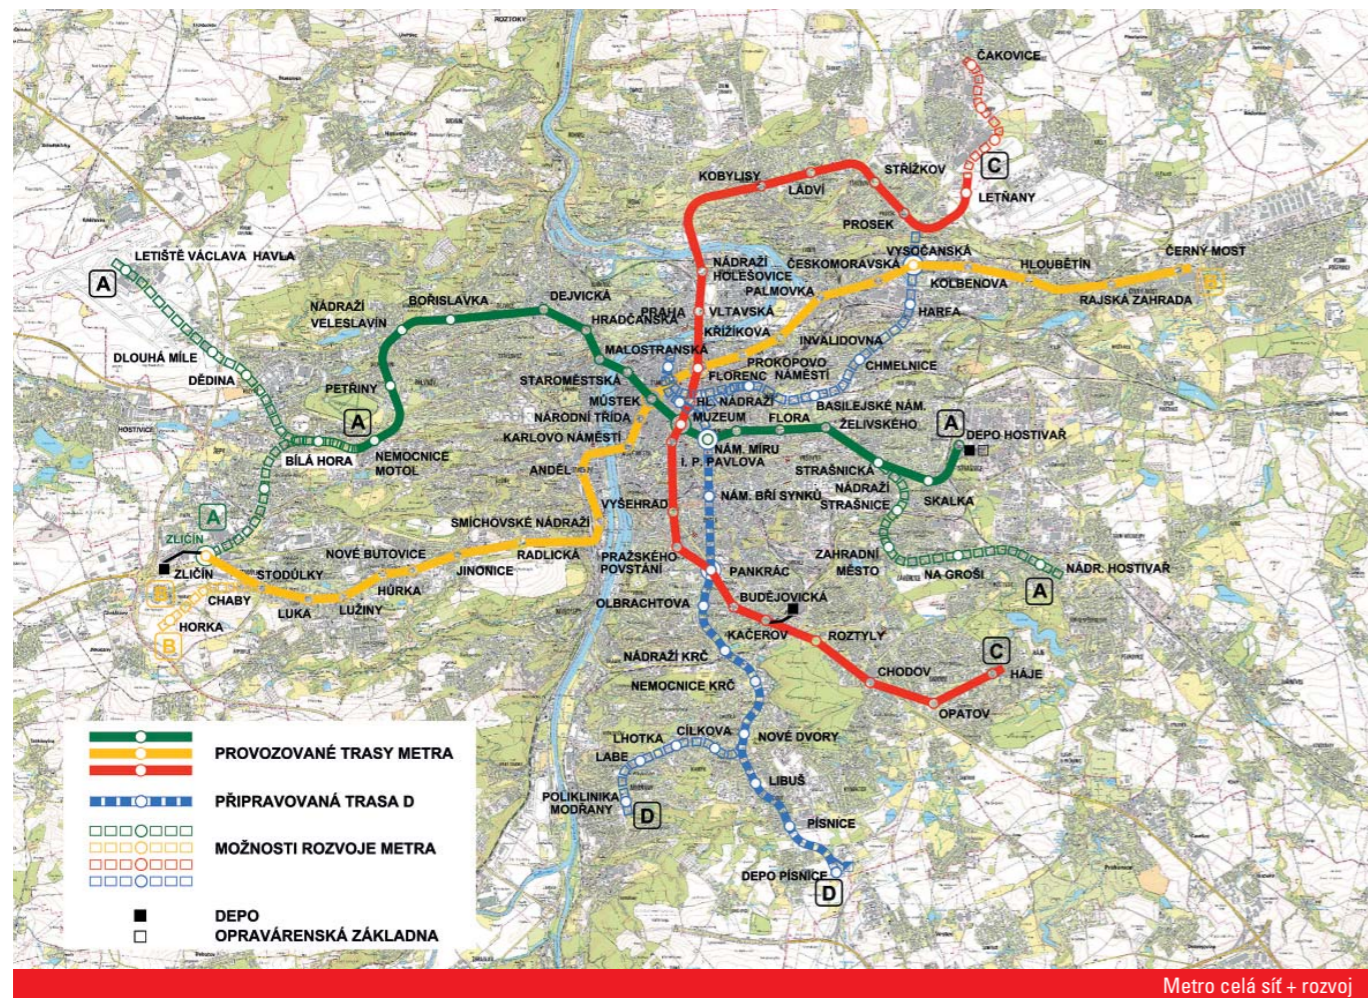 ROZTOKY
ČAKOVICE
C
KOBYLISY
LÁDVÍ
STŘÍŽKOV
LETŇANY
PROSEK
LETIŠTĚ VÁCLAVA HAVLA
A
VYSOČANSKÁ
ČESKOMORAVSKÁ
ČERNÝ MOST
HLOUBĚTÍN
B
NÁDRAŽÍ
HOLEŠOVICE
KOLBENOVA
RAJSKÁ ZAHRADA
PALMOVKA
DEJVICKÁ
BOŘISLAVKA
NÁDRAŽÍ
VELESLAVÍN
HRADČANSKÁ
PRAHA
VLTAVSKÁ
HARFA
KŘIŽÍKOVA
INVALIDOVNA
DLOUHÁ MÍLE
MALOSTRANSKÁ
PROKOPOVO
NÁMĚSTÍ
CHMELNICE
DĚDINA
STAROMĚSTSKÁ
FLORENC
PETŘINY
MŮSTEK
HL. NÁDRAŽÍ
BASILEJSKÉ NÁM.
NÁRODNÍ TŘÍDA
MUZEUM
FLORA
ŽELIVSKÉHO
A
A
KARLOVO NÁMĚSTÍ
DEPO HOSTIVAŘ
BÍLÁ HORA
NEMOCNICE
MOTOL
NÁM. MÍRU
I. P. PAVLOVA
ANDĚL
STRAŠNICKÁ
NÁDRAŽÍ
STRAŠNICE
SKALKA
VYŠEHRAD
NÁM. BŘÍ SYNKŮ
A
ZLIČÍN
SMÍCHOVSKÉ NÁDRAŽÍ
NOVÉ BUTOVICE
RADLICKÁ
PRAŽSKÉHO
POVSTÁNÍ
ZAHRADNÍ
MĚSTO
NA GROŠI
NÁDR. HOSTIVAŘ
A
ZLIČÍN
STODŮLKY
JINONICE
PANKRÁC
HŮRKA
B
CHABY
LUKA
LUŽINY
OLBRACHTOVA
BUDĚJOVICKÁ
HORKA
B
KAČEROV
ROZTYLY
NÁDRAŽÍ KRČ
C
CHODOV
HÁJE
NEMOCNICE KRČ
OPATOV
LHOTKA
CÍLKOVA
NOVÉ DVORY
LABE
LIBUŠ
POLIKLINIKA
MODŘANY
D
PÍSNICE
DEPO PÍSNICE
D
PROVOZOVANÉ TRASY METRA
PŘIPRAVOVANÁ TRASA D
MOŽNOSTI ROZVOJE METRA
DEPO
OPRAVÁRENSKÁ ZÁKLADNA
Metro celá síť + rozvoj